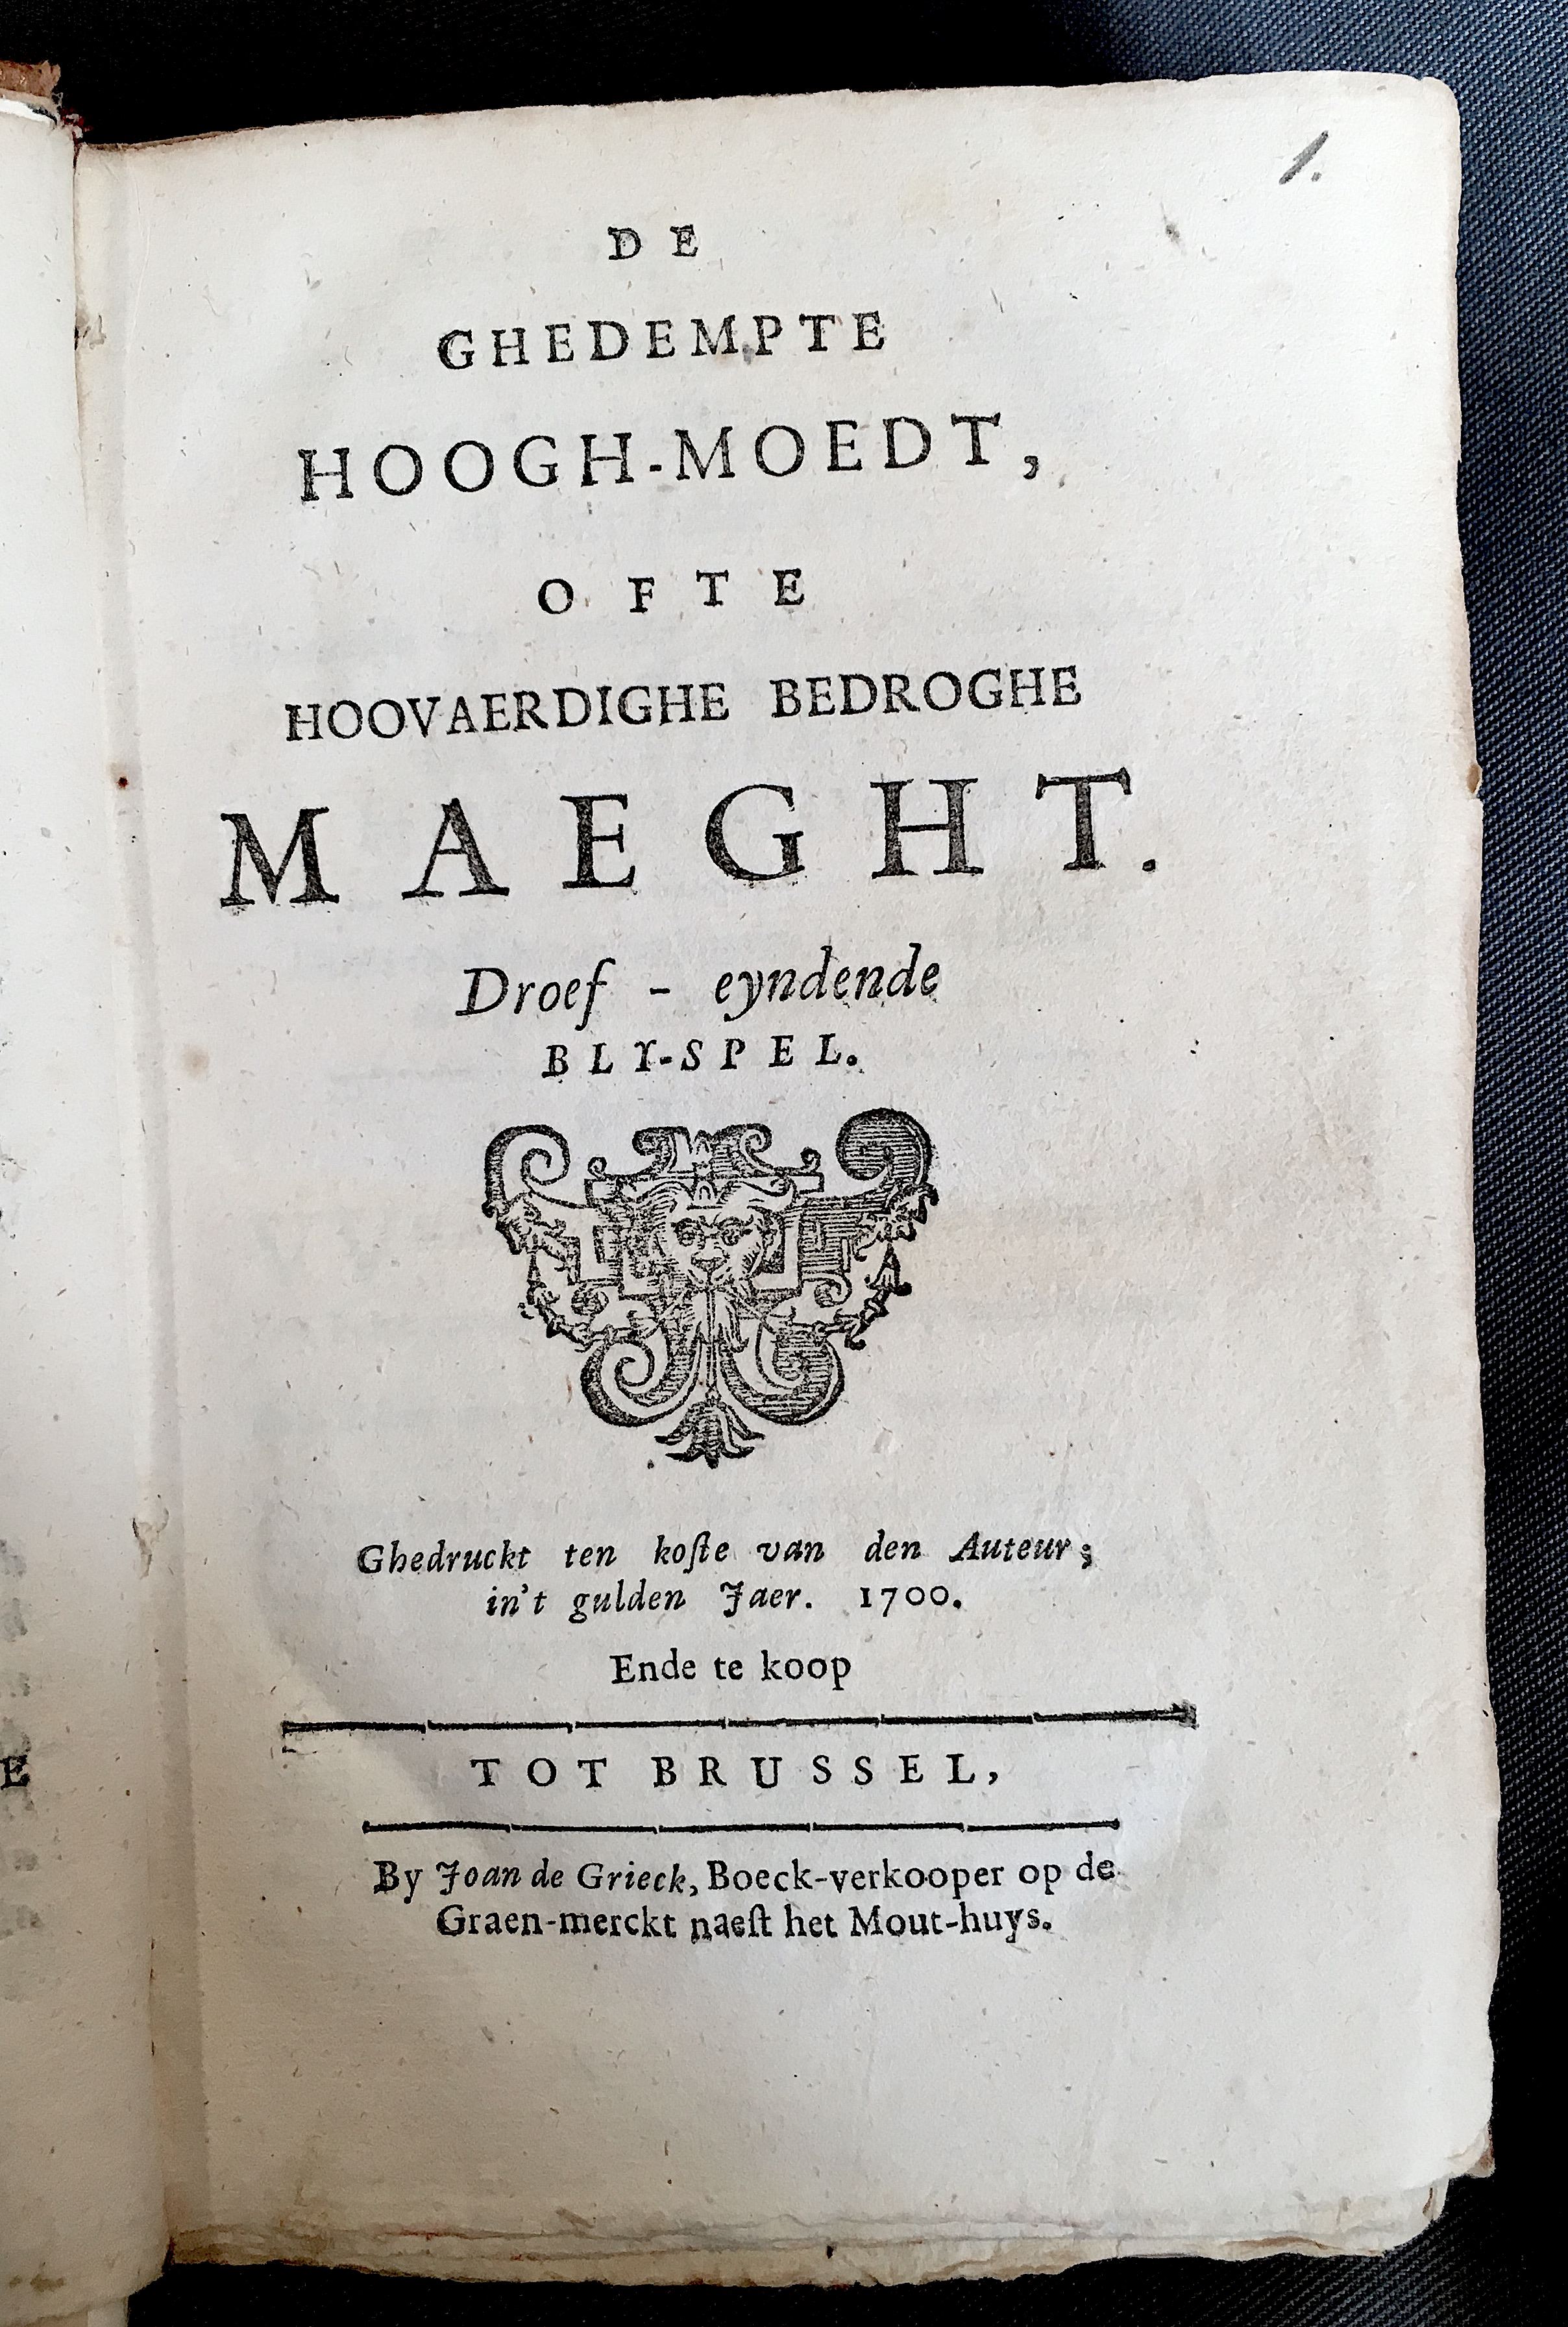 1.
DE
GHEDEMPTE
HOOGH-MOEDT,
OFTE
HOOVAERDIGHE BEDROGHE
MAEGHT.
Droef - eyndende
BLY-SPEL.
Ghedruckt ten koſte van den Auteur;
in't gulden Jaer. 1700.
Ende te koop
TOT BRUSSEL,
By Joan de Grieck, Boeck-verkooper op de
Graen-merckt naeſt het Mout-huys.
E